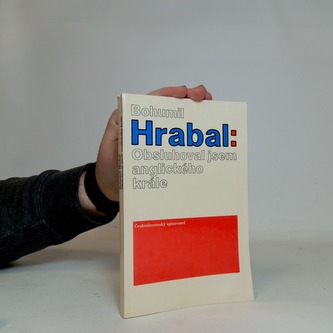 Bohumil
Hrabal:
Obsluhoval jsem
anglického
krále
Československý spisovatel